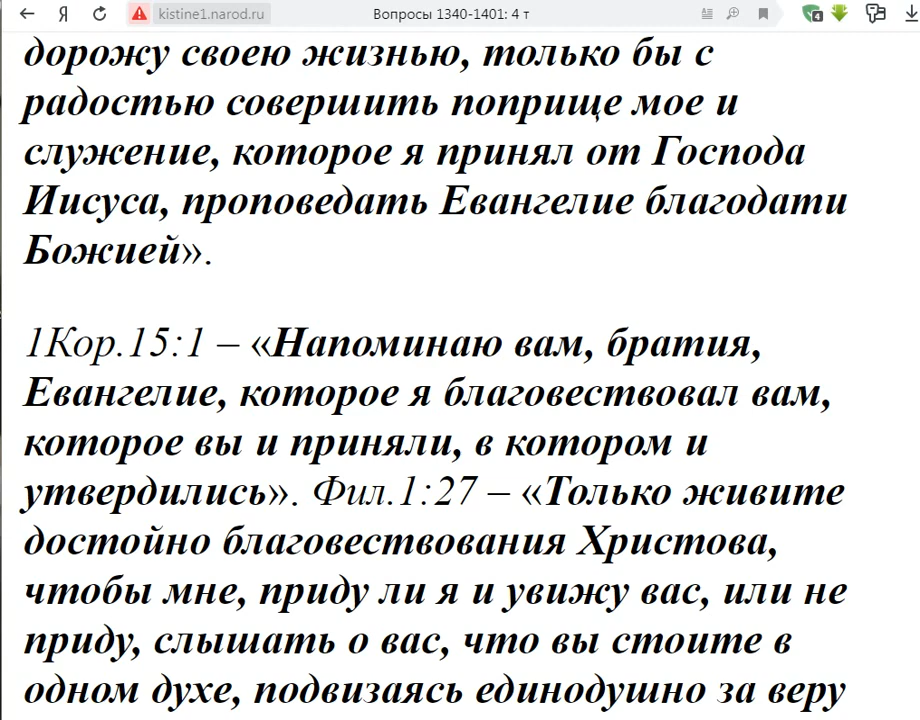 kistine1.narod.ru Вопросы 1340-1401: 4 т
дорожу своею жизнью, только бы с
радостью совершить поприще мое и
служение, которое я принял от Господа
Иисуса, проповедать Евангелие благодати
Божией».
1Кор.15:1 – «Напоминаю вам, братия,
Евангелие, которое я благовествовал вам,
которое вы и приняли, в котором и
утвердились». Фил.1:27 – «Только живите
достойно благовествования Христова,
чтобы мне, приду ли я и увижу вас, или не
приду, слышать о вас, что вы стоите в
одном духе, подвизаясь единодушно за веру